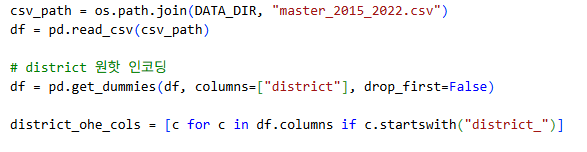 csv_path = os.path.join(DATA_DIR, "master_2015_2022.csv")
df = pd.read_csv(csv_path)
# district 원핫 인코딩
df = pd.get_dummies(df, columns=["district"], drop_first=False)
district_ohe_cols = [c for c in df.columns if c.startswith("district_")]